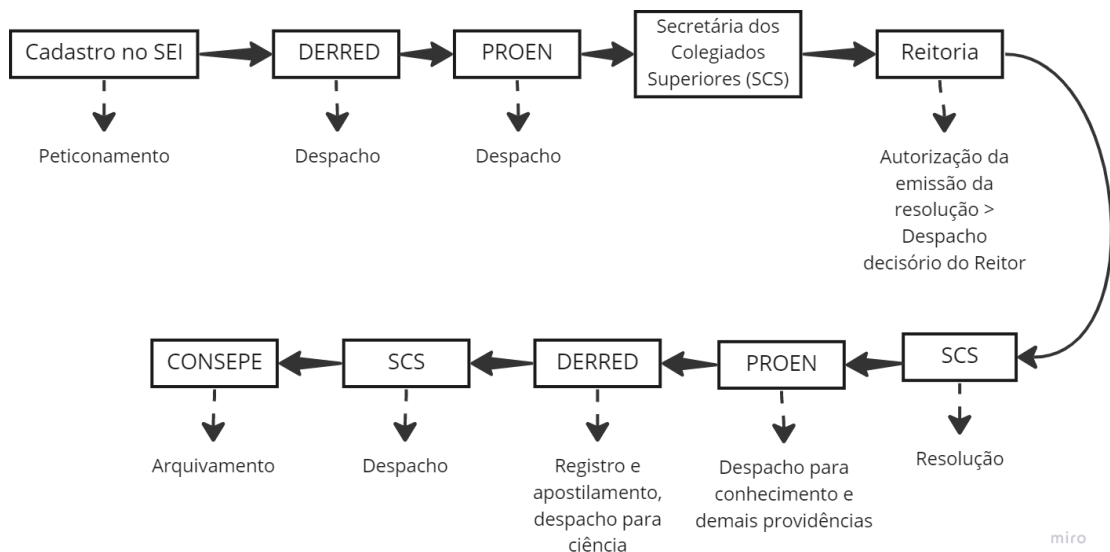 Cadastro no SEI
DERRED
PROEN
Secretária dos
Colegiados
Superiores (SCS)
Reitoria
Peticonamento
Despacho
Despacho
Autorização da
emissão da
resolução >
Despacho
decisório do Reitor
CONSEPE
SCS
DERRED
PROEN
SCS
Arquivamento
Despacho
Registro e
apostilamento,
despacho para
ciência
Despacho para
conhecimento e
demais providências
Resolução
miro